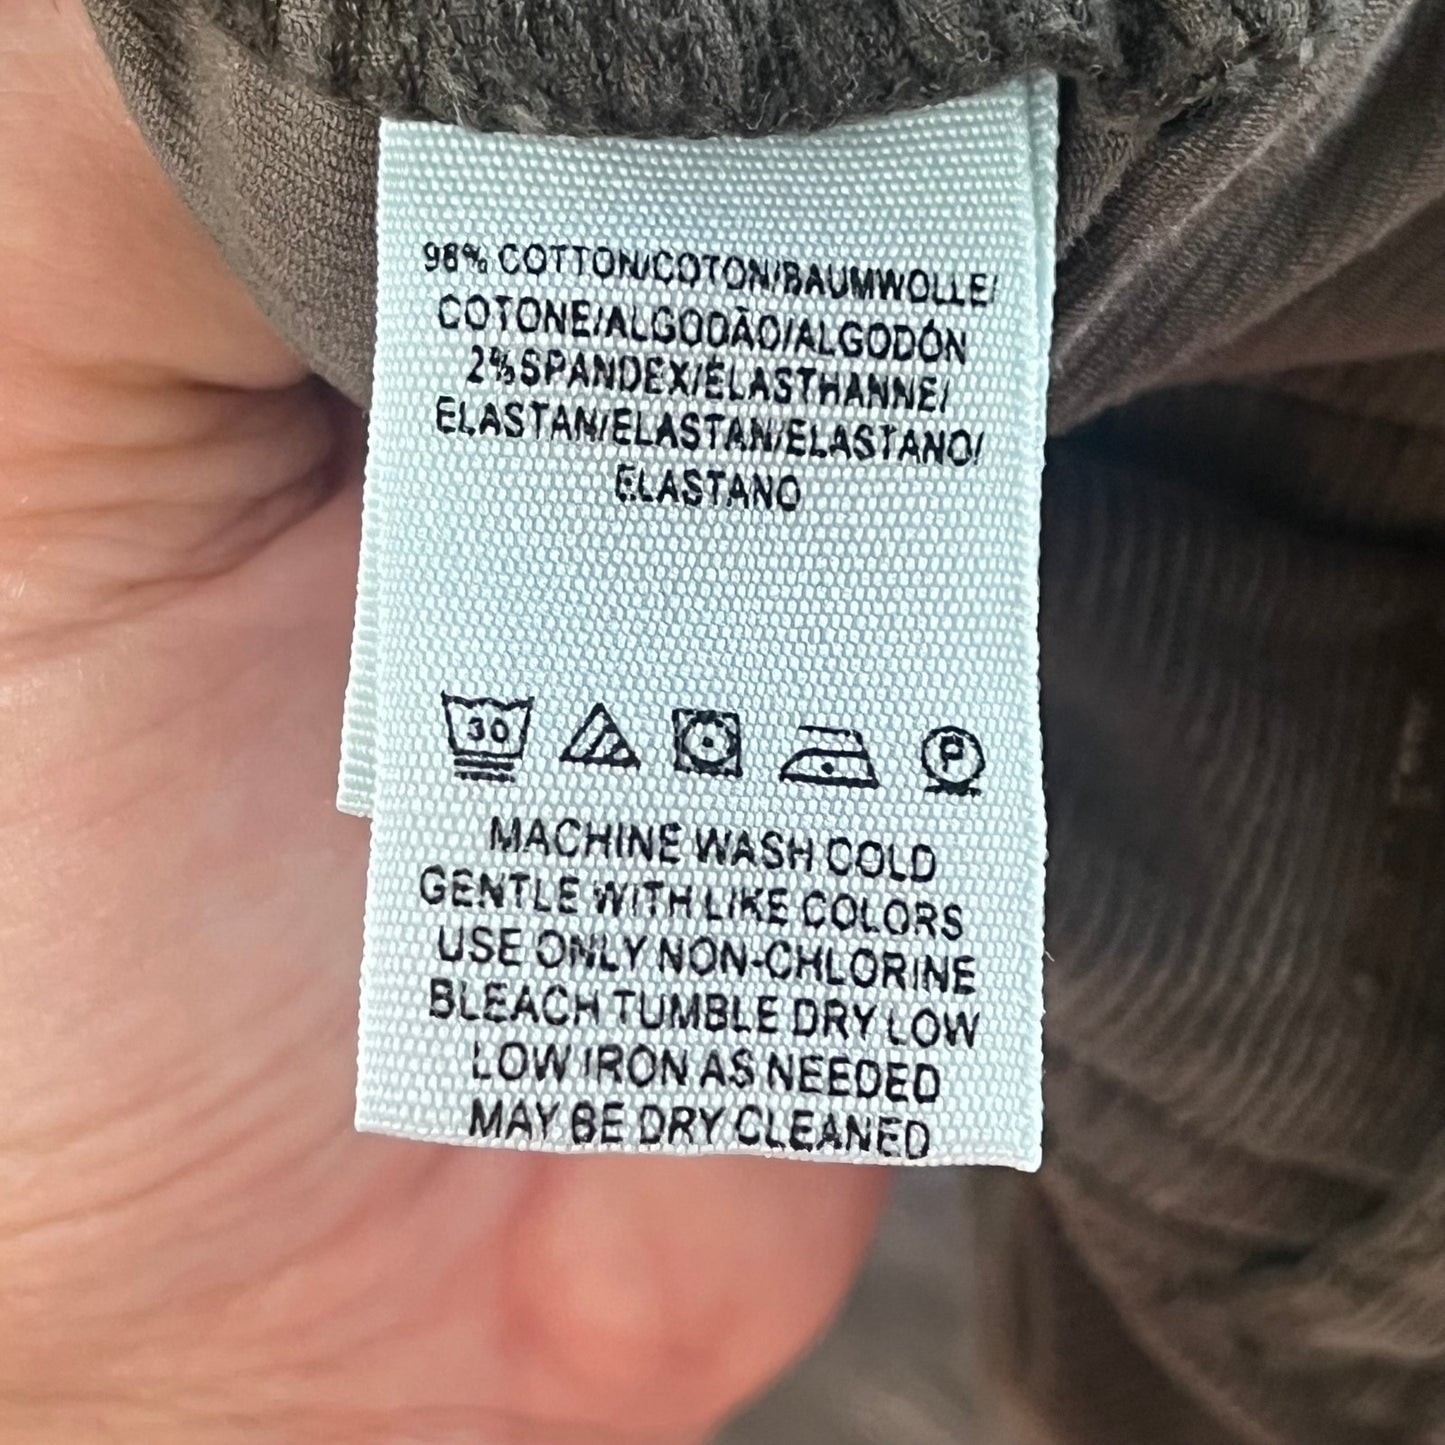 98% COTTON/COTON/BAUMWOLLE/
COTONE/ALGODÃO/ALGODÓN
2% SPANDEX/ÉLASTHANNE/
ELASTAN/ELASTAN/ELASTANO/
ELASTANO
30 P
MACHINE WASH COLD
GENTLE WITH LIKE COLORS
USE ONLY NON-CHLORINE
BLEACH TUMBLE DRY LOW
LOW IRON AS NEEDED
MAY BE DRY CLEANED